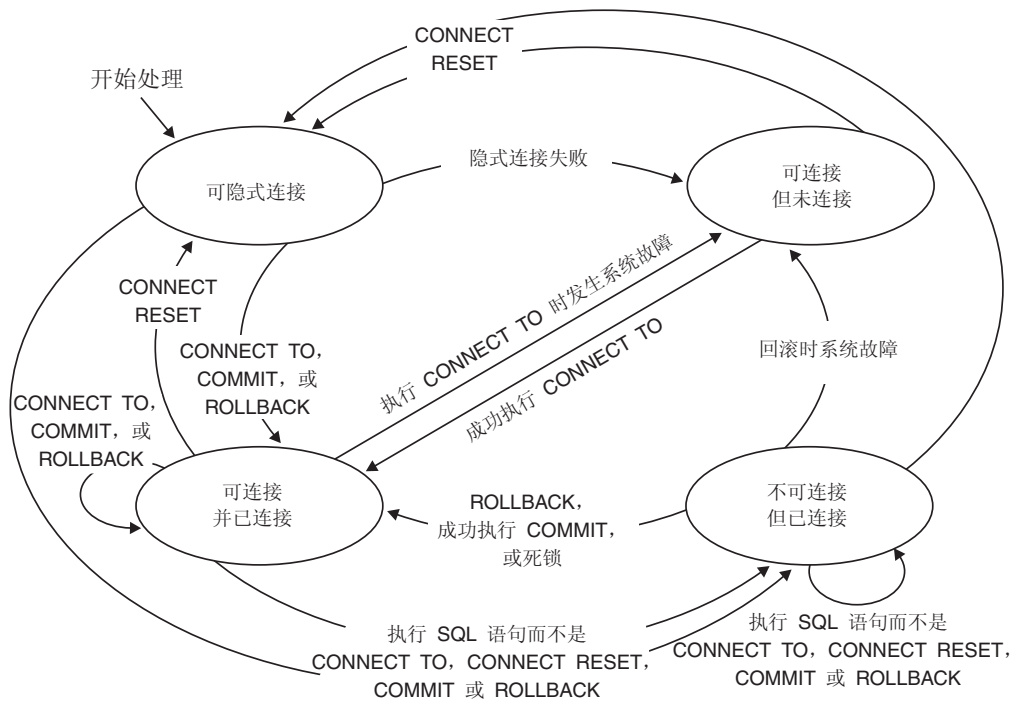 CONNECT
RESET
开始处理
隐式连接失败
可隐式连接
可连接
但未连接
CONNECT
RESET
CONNECT TO，
COMMIT，或
ROLLBACK
执行 CONNECT TO 时发生系统故障
成功执行 CONNECT TO
回滚时系统故障
CONNECT TO，
COMMIT，或
ROLLBACK
可连接
并已连接
ROLLBACK，
成功执行 COMMIT，
或死锁
不可连接
但已连接
执行 SQL 语句而不是
CONNECT TO，CONNECT RESET，
COMMIT 或 ROLLBACK
执行 SQL 语句而不是
CONNECT TO，CONNECT RESET，
COMMIT 或 ROLLBACK